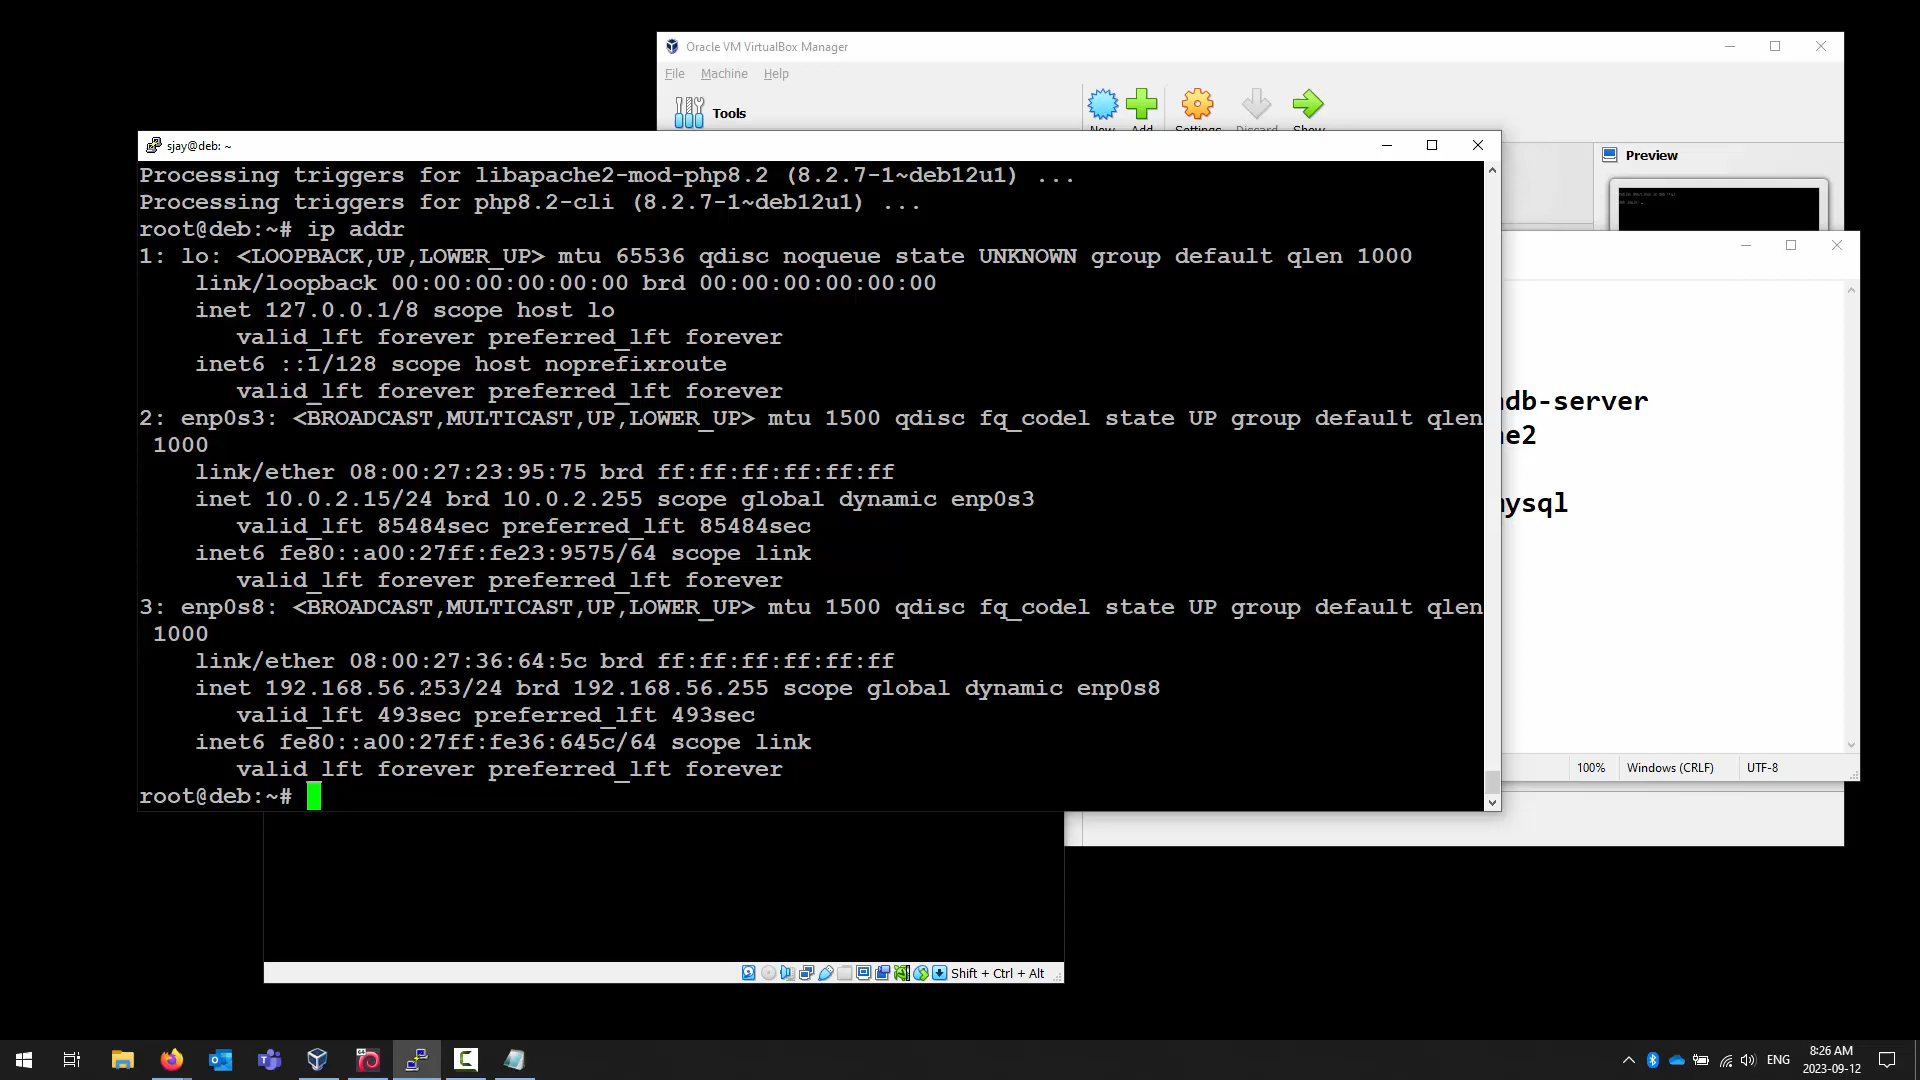 Oracle VM VirtualBox Manager
File Machine Help
Tools
New Add Settings Discard Show
Preview
sjay@deb: ~
Processing triggers for libapache2-mod-php8.2 (8.2.7-1~deb12u1) ...
Processing triggers for php8.2-cli (8.2.7-1~deb12u1) ...
root@deb:~# ip addr
1: lo: <LOOPBACK,UP,LOWER_UP> mtu 65536 qdisc noqueue state UNKNOWN group default qlen 1000
link/loopback 00:00:00:00:00:00 brd 00:00:00:00:00:00
inet 127.0.0.1/8 scope host lo
valid_lft forever preferred_lft forever
inet6 ::1/128 scope host noprefixroute
valid_lft forever preferred_lft forever
2: enp0s3: <BROADCAST,MULTICAST,UP,LOWER_UP> mtu 1500 qdisc fq_codel state UP group default qlen
1000
link/ether 08:00:27:23:95:75 brd ff:ff:ff:ff:ff:ff
inet 10.0.2.15/24 brd 10.0.2.255 scope global dynamic enp0s3
valid_lft 85484sec preferred_lft 85484sec
inet6 fe80::a00:27ff:fe23:9575/64 scope link
valid_lft forever preferred_lft forever
3: enp0s8: <BROADCAST,MULTICAST,UP,LOWER_UP> mtu 1500 qdisc fq_codel state UP group default qlen
1000
link/ether 08:00:27:36:64:5c brd ff:ff:ff:ff:ff:ff
inet 192.168.56.253/24 brd 192.168.56.255 scope global dynamic enp0s8
valid_lft 493sec preferred_lft 493sec
inet6 fe80::a00:27ff:fe36:645c/64 scope link
valid_lft forever preferred_lft forever
root@deb:~#
db-server
e2
ysql
100% Windows (CRLF) UTF-8
Shift + Ctrl + Alt
ENG
8:26 AM
2023-09-12